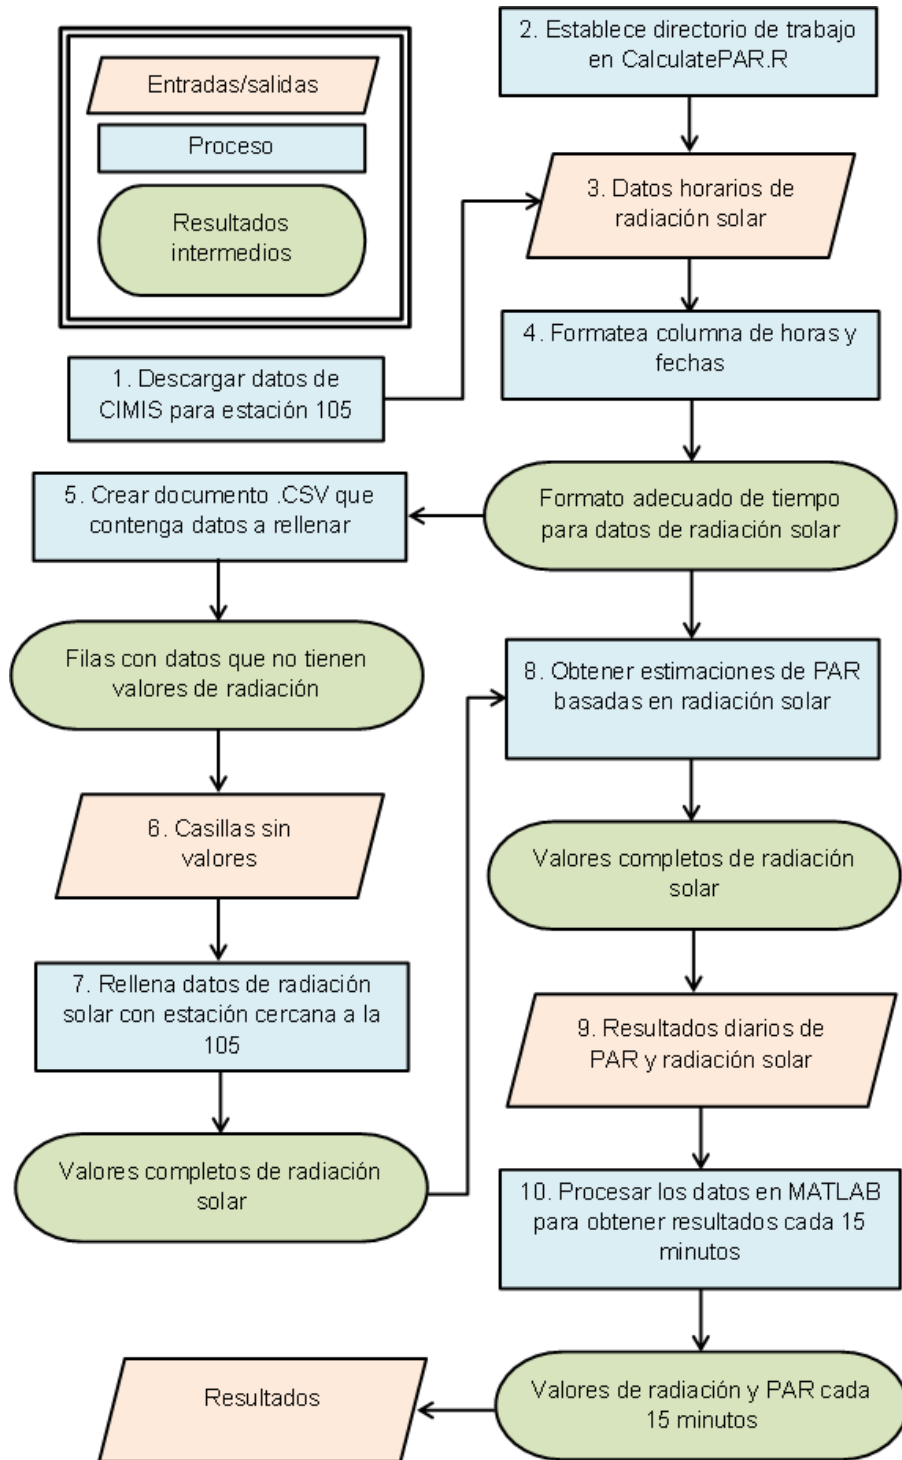 Entradas/salidas
Proceso
Resultados
intermedios
1. Descargar datos de
CIMIS para estación 105
2. Establece directorio de trabajo
en CalculatePAR.R
3. Datos horarios de
radiación solar
4. Formatea columna de horas y
fechas
Formato adecuado de tiempo
para datos de radiación solar
5. Crear documento .CSV que
contenga datos a rellenar
Filas con datos que no tienen
valores de radiación
6. Casillas sin
valores
7. Rellena datos de radiación
solar con estación cercana a la
105
Valores completos de radiación
solar
8. Obtener estimaciones de PAR
basadas en radiación solar
Valores completos de radiación
solar
9. Resultados diarios de
PAR y radiación solar
10. Procesar los datos en MATLAB
para obtener resultados cada 15
minutos
Valores de radiación y PAR cada
15 minutos
Resultados